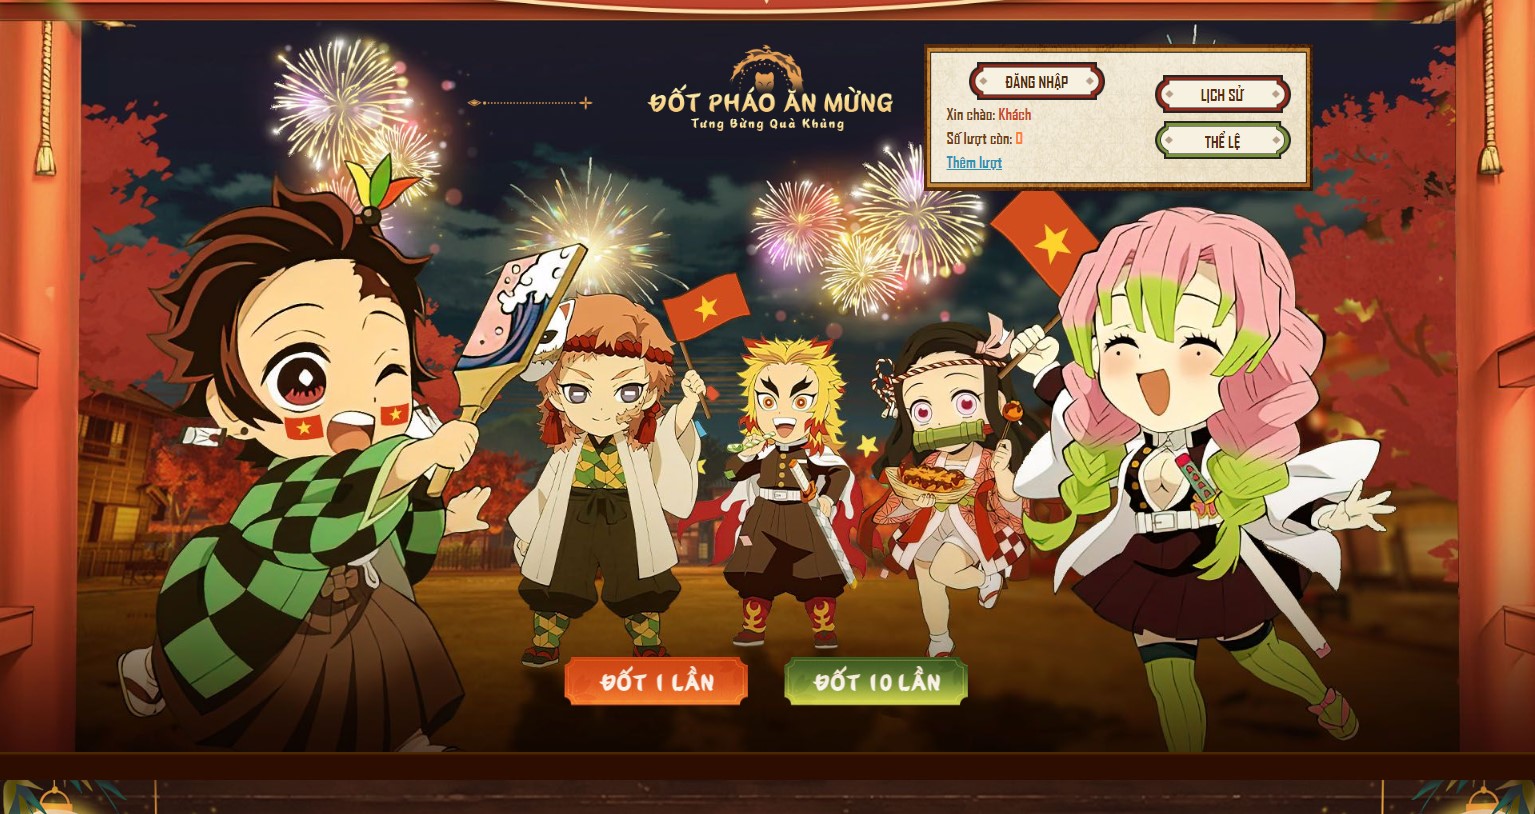 ĐỐT PHÁO ĂN MỪNG
Tưng Bừng Quà Khủng
ĐĂNG NHẬP
Xin chào: Khách
Số lượt còn: 0
Thêm lượt
LỊCH SỬ
THỂ LỆ
ĐỐT 1 LẦN
ĐỐT 10 LẦN